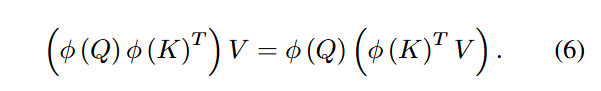 (ϕ (Q) ϕ (K)^T) V = ϕ (Q) (ϕ (K)^T V) . (6)